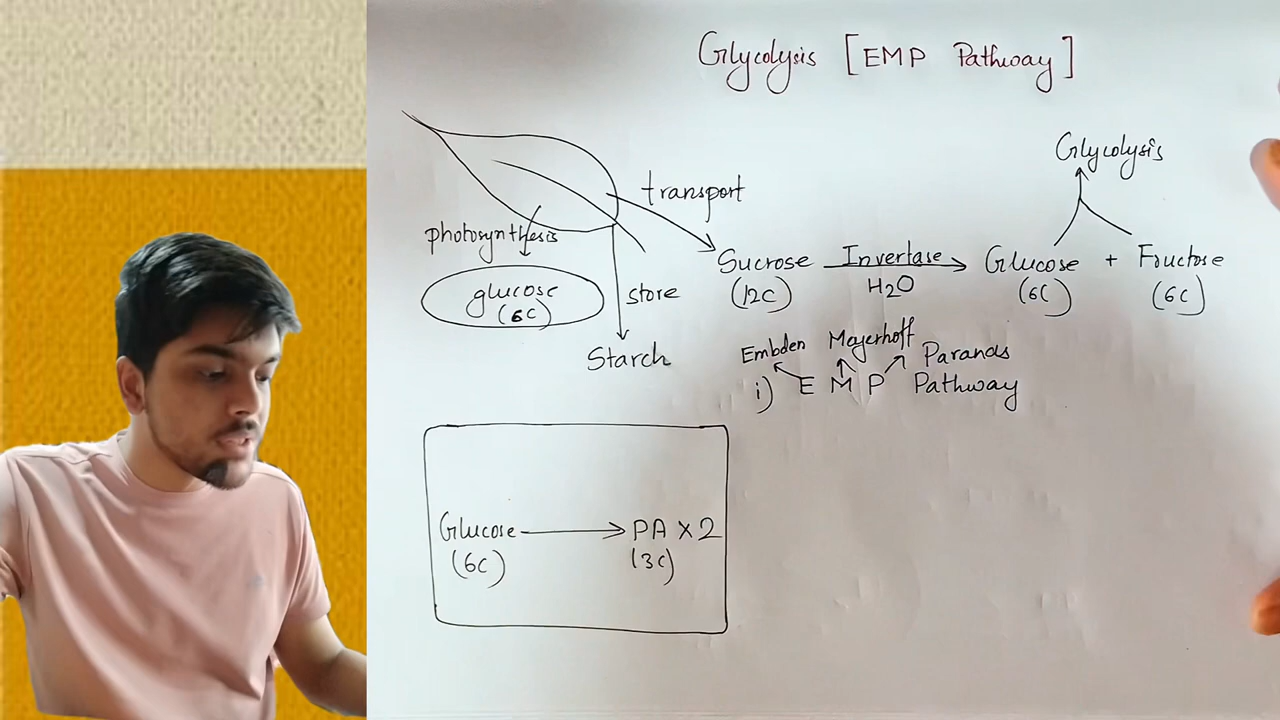 Glycolysis [EMP Pathway]
Glycolysis
transport
photosynthesis
Sucrose Invertase Glucose + Fructose
(12C) H2O (6C) (6C)
glucose
(6C)
store
Starch
Embden Meyerhoff Paranas
i) E M P Pathway
Glucose PA X 2
(6C) (3C)